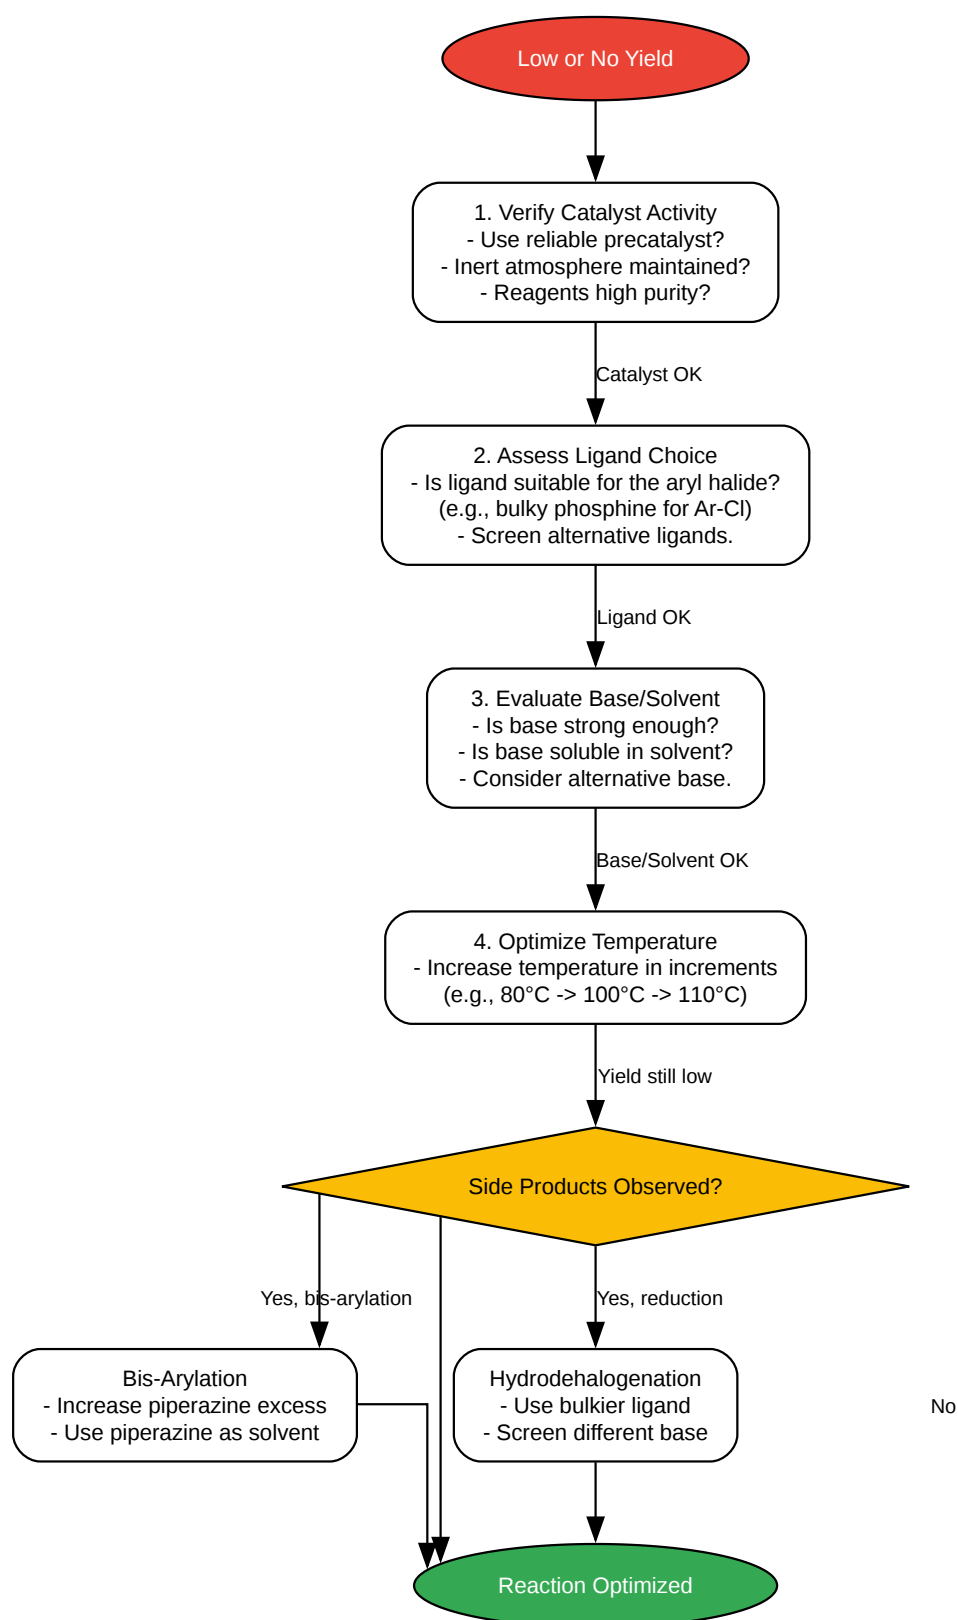 Low or No Yield
1. Verify Catalyst Activity
- Use reliable precatalyst?
- Inert atmosphere maintained?
- Reagents high purity?
Catalyst OK
2. Assess Ligand Choice
- Is ligand suitable for the aryl halide?
(e.g., bulky phosphine for Ar-Cl)
- Screen alternative ligands.
Ligand OK
3. Evaluate Base/Solvent
- Is base strong enough?
- Is base soluble in solvent?
- Consider alternative base.
Base/Solvent OK
4. Optimize Temperature
- Increase temperature in increments
(e.g., 80°C -> 100°C -> 110°C)
Yield still low
Side Products Observed?
Yes, bis-arylation
Yes, reduction
Bis-Arylation
- Increase piperazine excess
- Use piperazine as solvent
Hydrodehalogenation
- Use bulkier ligand
- Screen different base
No
Reaction Optimized